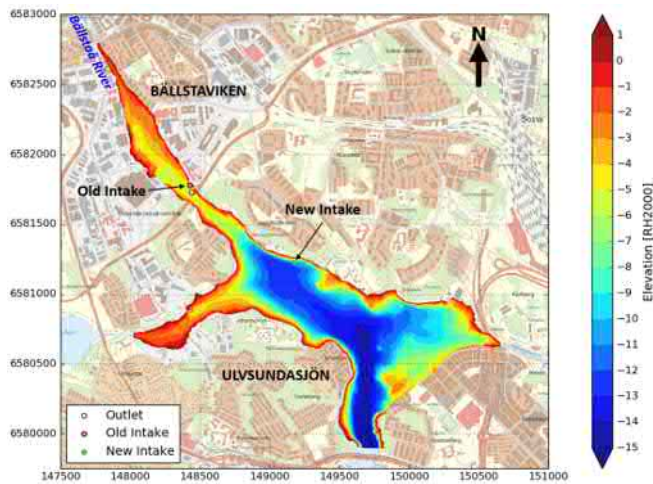 6583000
6582500
6582000
6581500
6581000
6580500
6580000
147500 148000 148500 149000 149500 150000 150500 151000
Bällstaå River
BÄLLSTAVIKEN
N
Old Intake
New Intake
ULVSUNDASJÖN
Outlet
Old Intake
New Intake
1
0
−1
−2
−3
−4
−5
−6
−7
−8
−9
−10
−11
−12
−13
−14
−15
Elevation [RH2000]